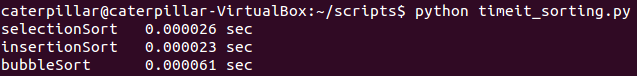 caterpillar@caterpillar-VirtualBox:~/scripts$ python timeit_sorting.py
selectionSort   0.000026 sec
insertionSort   0.000023 sec
bubbleSort      0.000061 sec